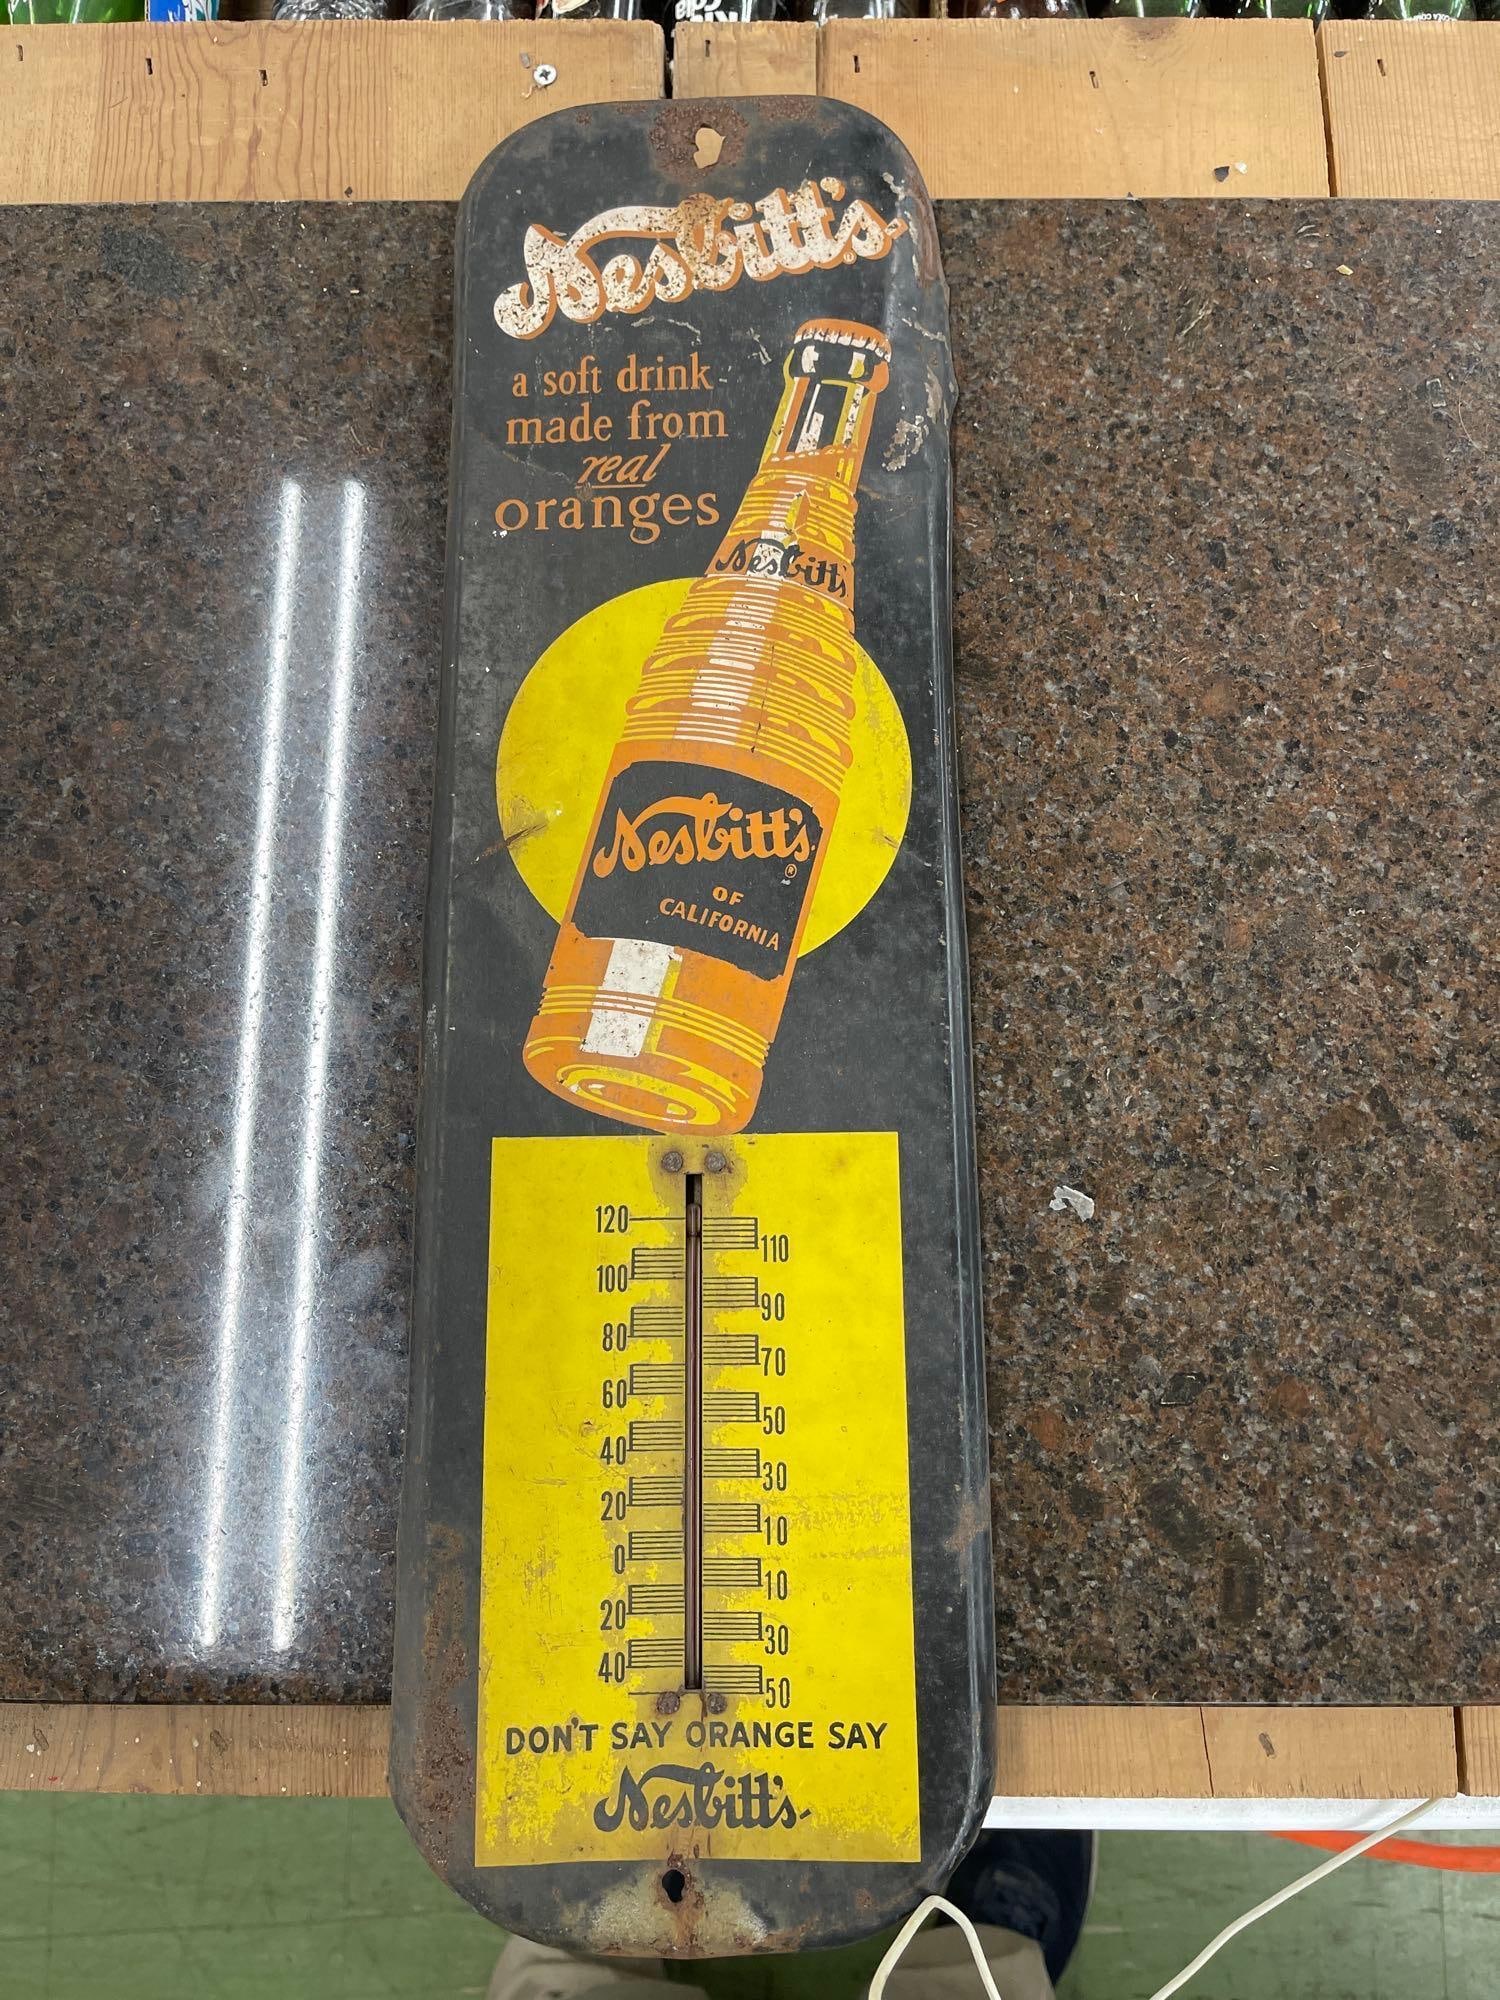 Nesbitt's
a soft drink
made from
real
oranges
Nesbitt's
Nesbitt's®
OF
CALIFORNIA
120
110
100
90
80
70
60
50
40
30
20
10
0
10
20
30
40
50
DON'T SAY ORANGE SAY
Nesbitt's